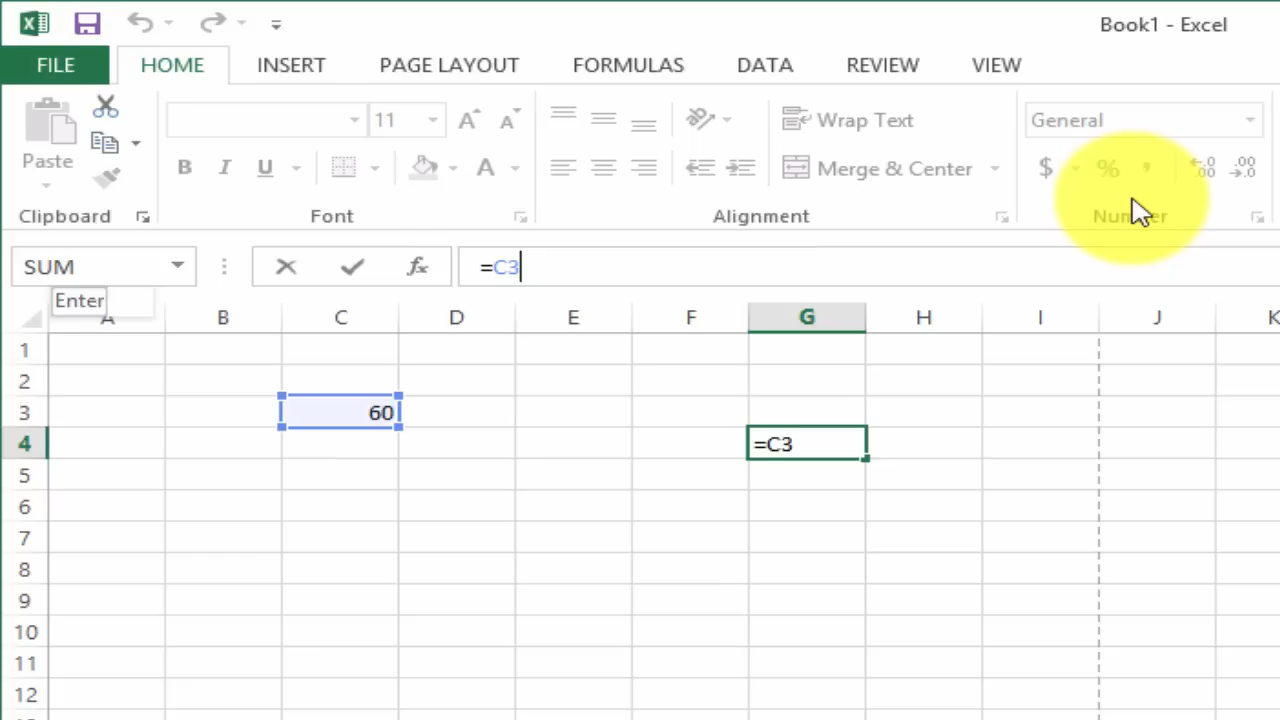 Book1 - Excel
FILE HOME INSERT PAGE LAYOUT FORMULAS DATA REVIEW VIEW
11 Wrap Text General
Paste B I U A Merge & Center $ % ,
Clipboard Font Alignment Number
SUM fx =C3
Enter
A B C D E F G H I J K
1
2
3 60
4 =C3
5
6
7
8
9
10
11
12